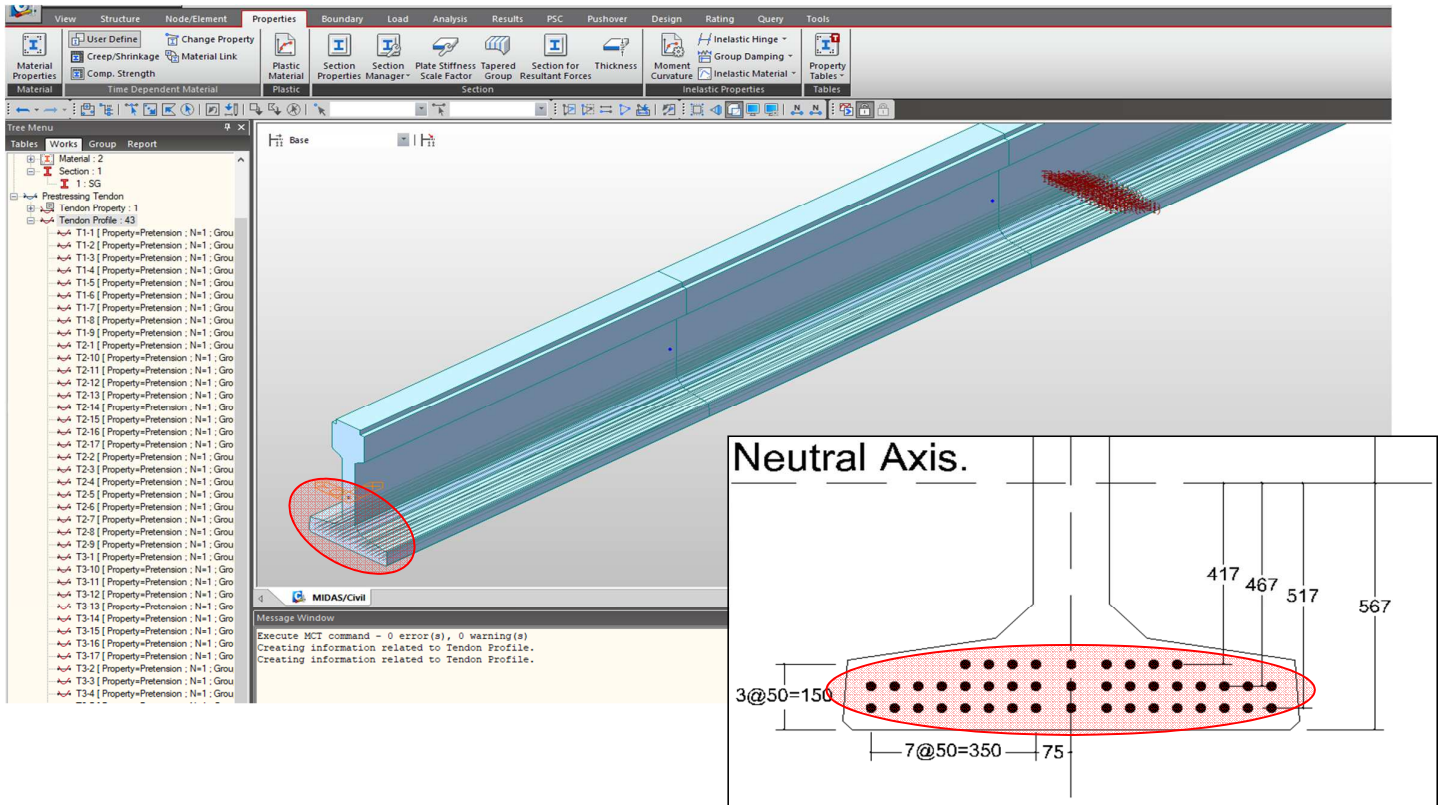 View Structure Node/Element Properties Boundary Load Analysis Results PSC Pushover Design Rating Query Tools
Material Properties
User Define
Creep/Shrinkage
Comp. Strength
Change Property
Material Link
Plastic Material
Section Properties
Section Manager
Plate Stiffness Scale Factor
Tapered Group
Section for Resultant Forces
Thickness
Moment Curvature
Inelastic Hinge
Group Damping
Inelastic Material
Property Tables
Material Time Dependent Material Plastic Section Inelastic Properties Tables
Tree Menu
Tables Works Group Report
Base
Material : 2
Section : 1
1 : SG
Prestressing Tendon
Tendon Property : 1
Tendon Profile : 43
T1-1 [ Property=Pretension ; N=1 ; Grou
T1-2 [ Property=Pretension ; N=1 ; Grou
T1-3 [ Property=Pretension ; N=1 ; Grou
T1-4 [ Property=Pretension ; N=1 ; Grou
T1-5 [ Property=Pretension ; N=1 ; Grou
T1-6 [ Property=Pretension ; N=1 ; Grou
T1-7 [ Property=Pretension ; N=1 ; Grou
T1-8 [ Property=Pretension ; N=1 ; Grou
T1-9 [ Property=Pretension ; N=1 ; Grou
T2-1 [ Property=Pretension ; N=1 ; Grou
T2-10 [ Property=Pretension ; N=1 ; Gro
T2-11 [ Property=Pretension ; N=1 ; Gro
T2-12 [ Property=Pretension ; N=1 ; Gro
T2-13 [ Property=Pretension ; N=1 ; Gro
T2-14 [ Property=Pretension ; N=1 ; Gro
T2-15 [ Property=Pretension ; N=1 ; Gro
T2-16 [ Property=Pretension ; N=1 ; Gro
T2-17 [ Property=Pretension ; N=1 ; Gro
T2-2 [ Property=Pretension ; N=1 ; Grou
T2-3 [ Property=Pretension ; N=1 ; Grou
T2-4 [ Property=Pretension ; N=1 ; Grou
T2-5 [ Property=Pretension ; N=1 ; Grou
T2-6 [ Property=Pretension ; N=1 ; Grou
T2-7 [ Property=Pretension ; N=1 ; Grou
T2-8 [ Property=Pretension ; N=1 ; Grou
T2-9 [ Property=Pretension ; N=1 ; Grou
T3-1 [ Property=Pretension ; N=1 ; Grou
T3-10 [ Property=Pretension ; N=1 ; Gro
T3-11 [ Property=Pretension ; N=1 ; Gro
T3-12 [ Property=Pretension ; N=1 ; Gro
T3-13 [ Property=Pretension ; N=1 ; Gro
T3-14 [ Property=Pretension ; N=1 ; Gro
T3-15 [ Property=Pretension ; N=1 ; Gro
T3-16 [ Property=Pretension ; N=1 ; Gro
T3-17 [ Property=Pretension ; N=1 ; Gro
T3-2 [ Property=Pretension ; N=1 ; Grou
T3-3 [ Property=Pretension ; N=1 ; Grou
T3-4 [ Property=Pretension ; N=1 ; Grou
MIDAS/Civil
Message Window
Execute MCT command - 0 error(s), 0 warning(s)
Creating information related to Tendon Profile.
Creating information related to Tendon Profile.
Neutral Axis.
417
467
517
567
3@50=150
7@50=350
75